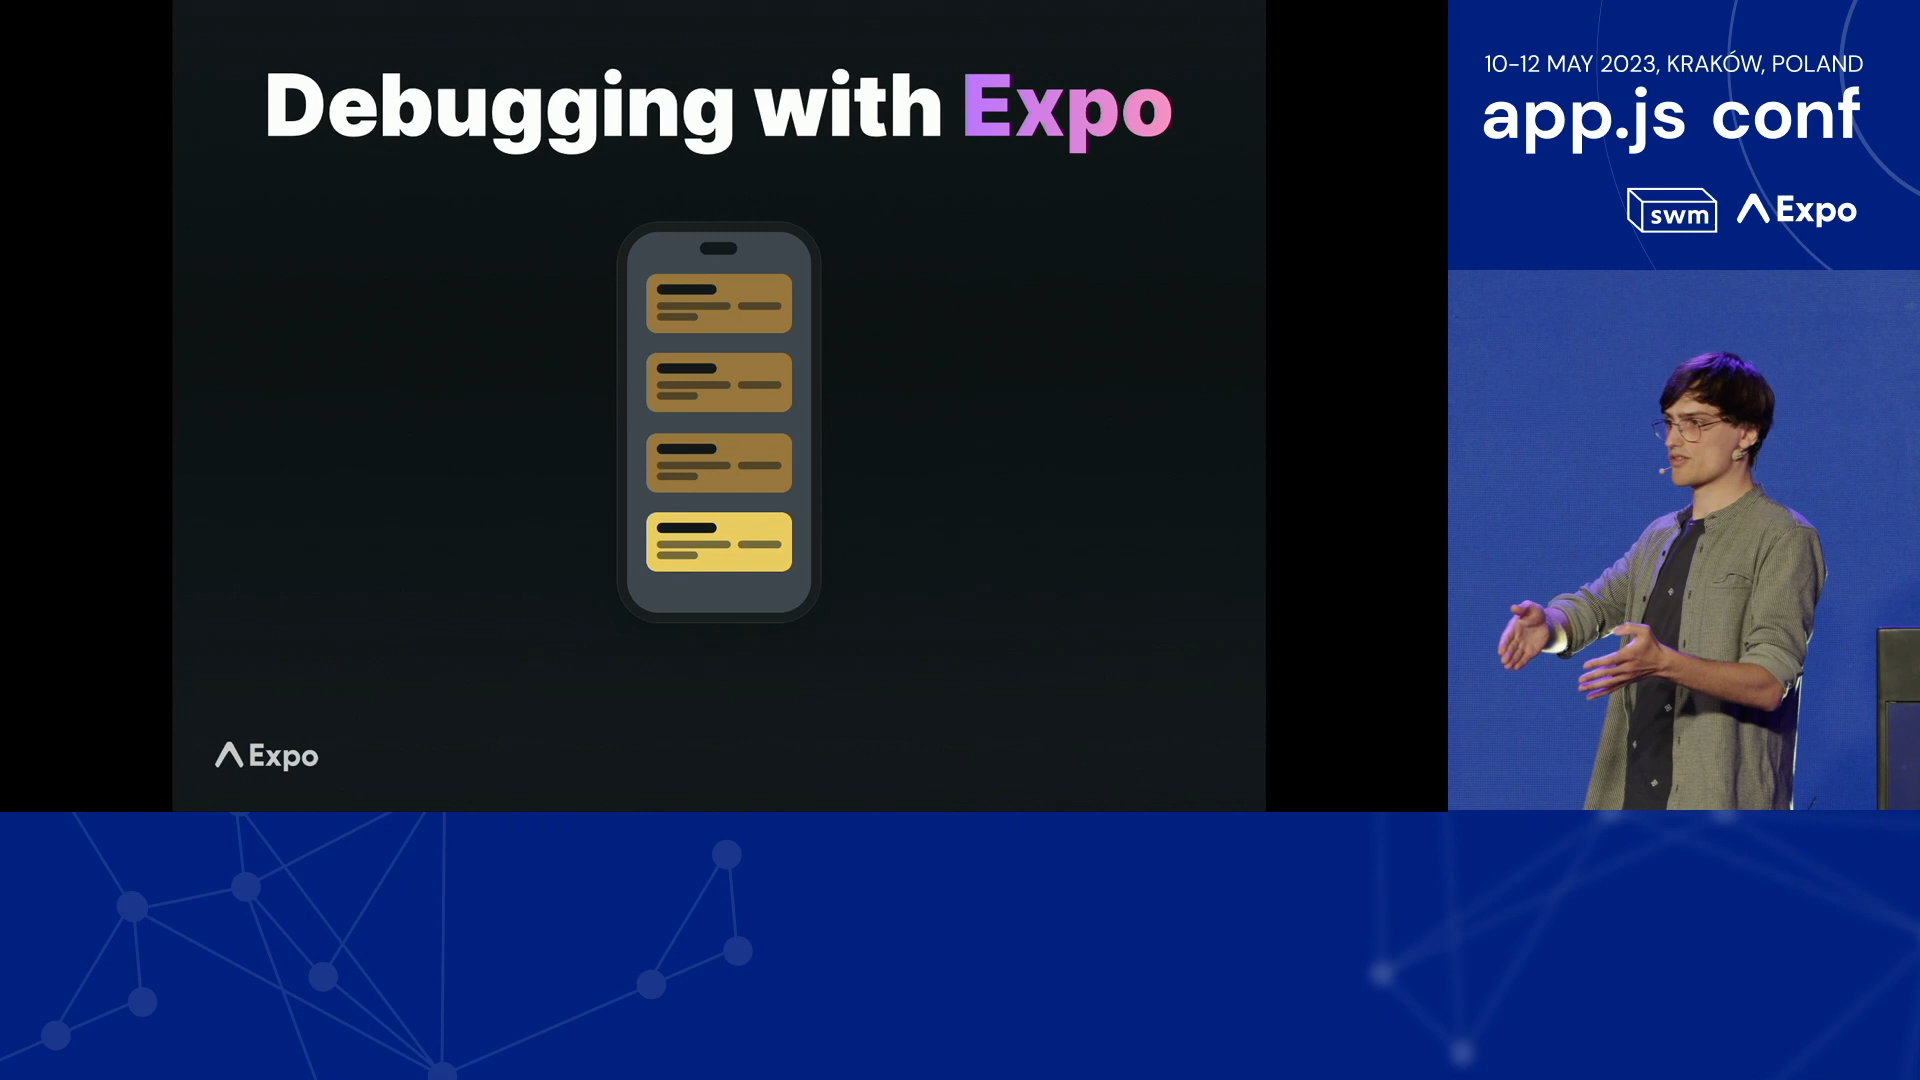 Debugging with Expo
Expo
10–12 MAY 2023, KRAKÓW, POLAND
app.js conf
swm
Expo